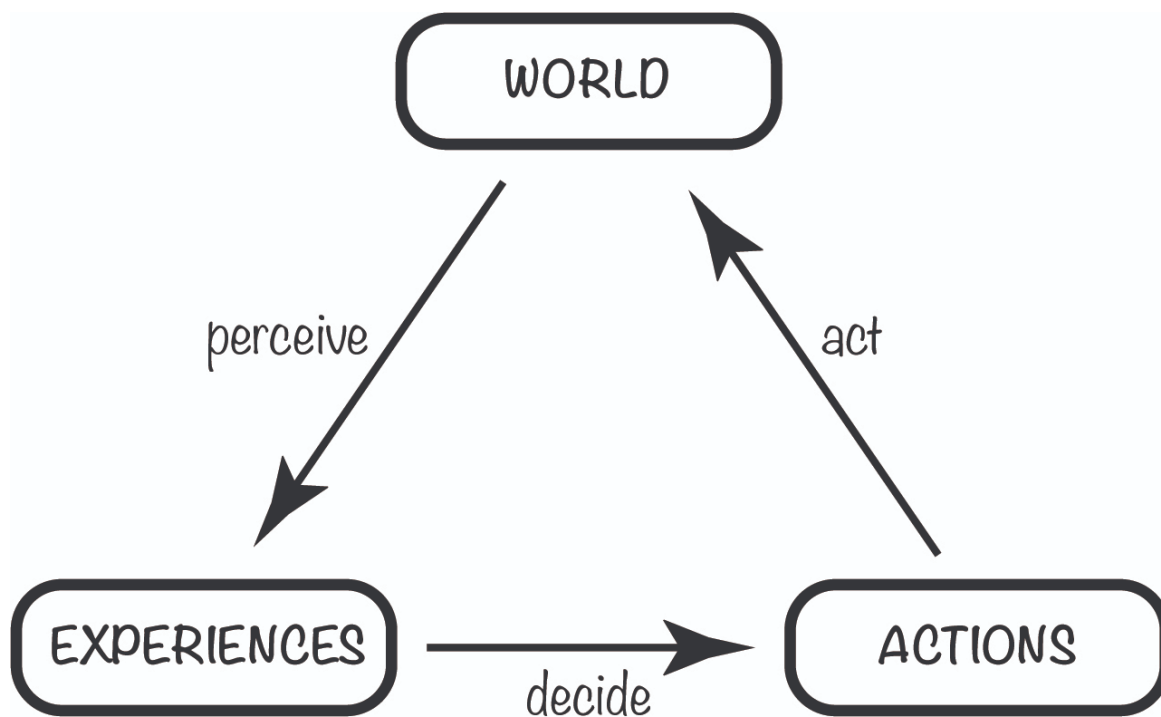 WORLD
perceive
act
EXPERIENCES
decide
ACTIONS